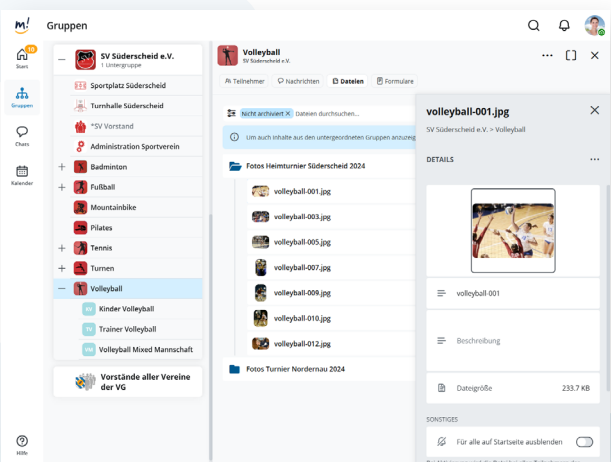 m!
Gruppen
10
Stars
Gruppen
Chats
Kalender
Hilfe
SV Süderscheid e.V.
1 Untergruppe
Sportplatz Süderscheid
Turnhalle Süderscheid
*SV Vorstand
Administration Sportverein
Badminton
Fußball
Mountainbike
Pilates
Tennis
Turnen
Volleyball
KV Kinder Volleyball
TV Trainer Volleyball
VM Volleyball Mixed Mannschaft
Vorstände aller Vereine
der VG
Volleyball
SV Süderscheid e.V.
Teilnehmer
Nachrichten
Dateien
Formulare
Nicht archiviert × Dateien durchsuchen...
Um auch Inhalte aus den untergeordneten Gruppen anzuzeig
Fotos Heimturnier Süderscheid 2024
volleyball-001.jpg
volleyball-003.jpg
volleyball-005.jpg
volleyball-007.jpg
volleyball-009.jpg
volleyball-010.jpg
volleyball-012.jpg
Fotos Turnier Nordernau 2024
volleyball-001.jpg
SV Süderscheid e.V. > Volleyball
DETAILS
volleyball-001
Beschreibung
Dateigröße 233.7 KB
SONSTIGES
Für alle auf Startseite ausblenden